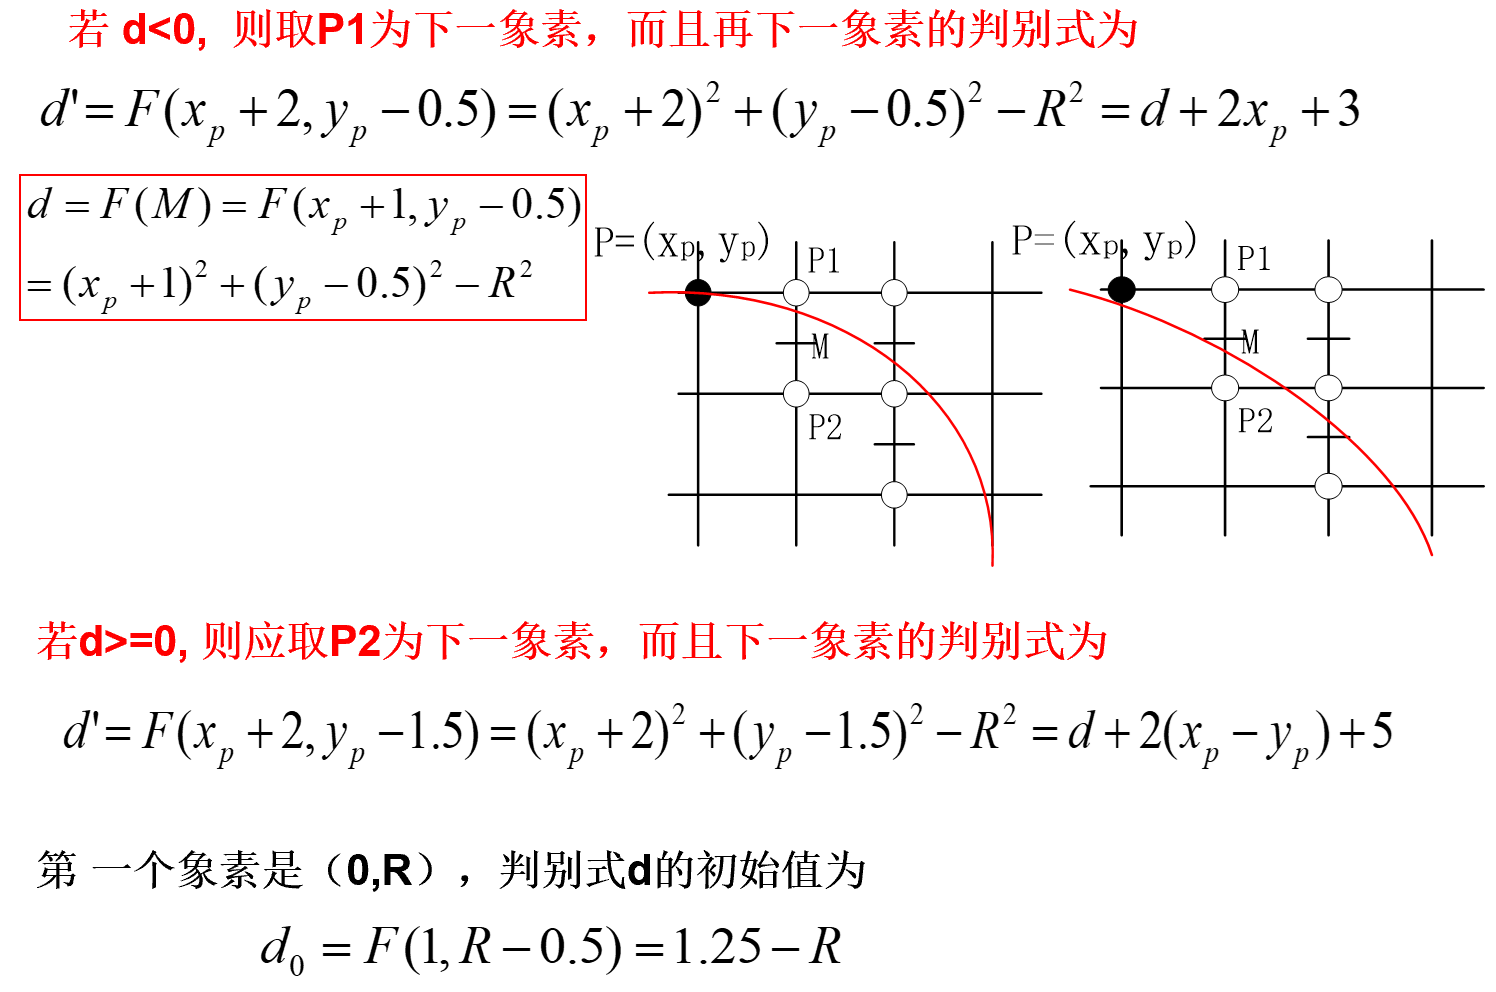 若 d<0, 则取P1为下一象素，而且再下一象素的判别式为
d'=F(x_p+2,y_p−0.5)=(x_p+2)²+(y_p−0.5)²−R²=d+2x_p+3
d=F(M)=F(x_p+1,y_p−0.5)
=(x_p+1)²+(y_p−0.5)²−R²
P=(xp, yp)
P1
M
P2
P=(xp, yp)
P1
M
P2
若d>=0, 则应取P2为下一象素，而且下一象素的判别式为
d'=F(x_p+2,y_p−1.5)=(x_p+2)²+(y_p−1.5)²−R²=d+2(x_p−y_p)+5
第 一个象素是（0,R），判别式d的初始值为
d₀=F(1,R−0.5)=1.25−R